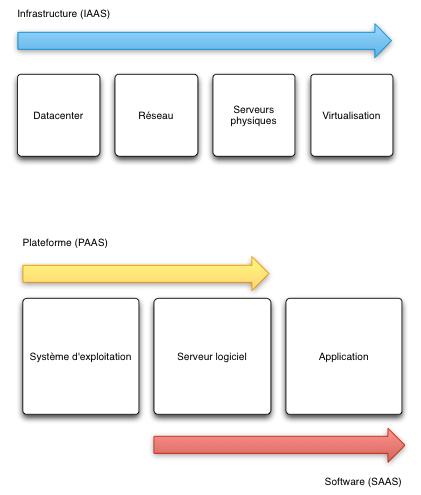 Infrastructure (IAAS)
Datacenter
Réseau
Serveurs
physiques
Virtualisation
Plateforme (PAAS)
Système d'exploitation
Serveur logiciel
Application
Software (SAAS)